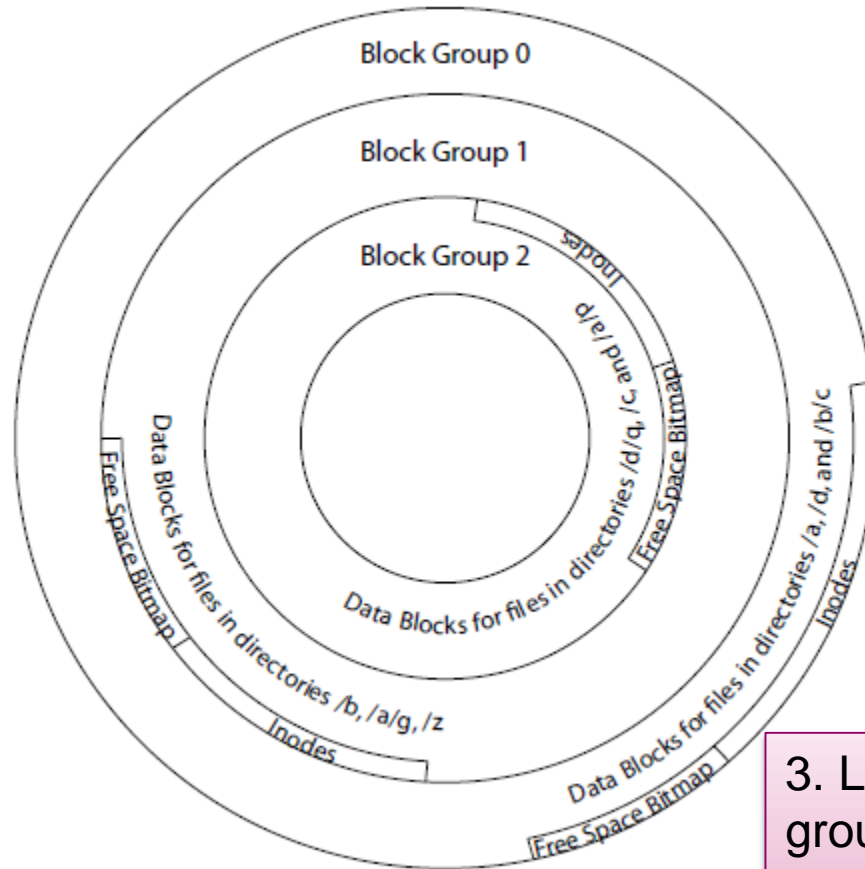 Block Group 0
Block Group 1
Block Group 2
Inodes
Free Space Bitmap
Data Blocks for files in directories /d/q, /c, and /a/p
Free Space Bitmap
Inodes
Data Blocks for files in directories /b, /a/g, /z
Data Blocks for files in directories /a, /d, and /b/c
Inodes
Free Space Bitmap
3. L
grou